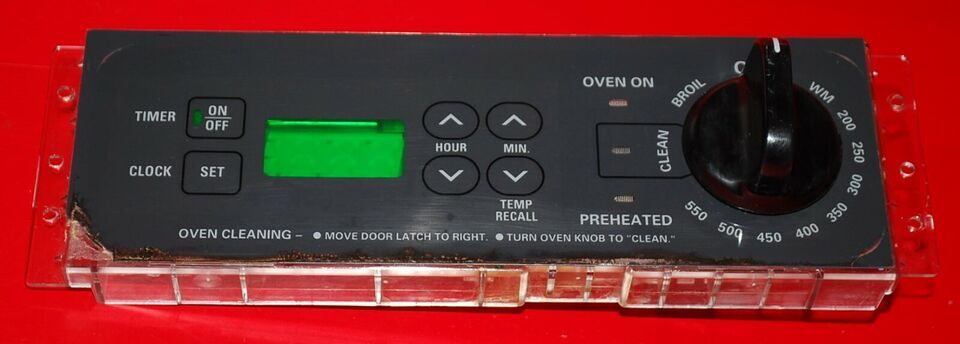 OVEN ON
BROIL
WM
200
250
300
350
400
450
500
550
CLEAN
TIMER
ON
OFF
HOUR
MIN.
CLOCK
SET
TEMP
RECALL
PREHEATED
OVEN CLEANING – ● MOVE DOOR LATCH TO RIGHT. ● TURN OVEN KNOB TO "CLEAN."